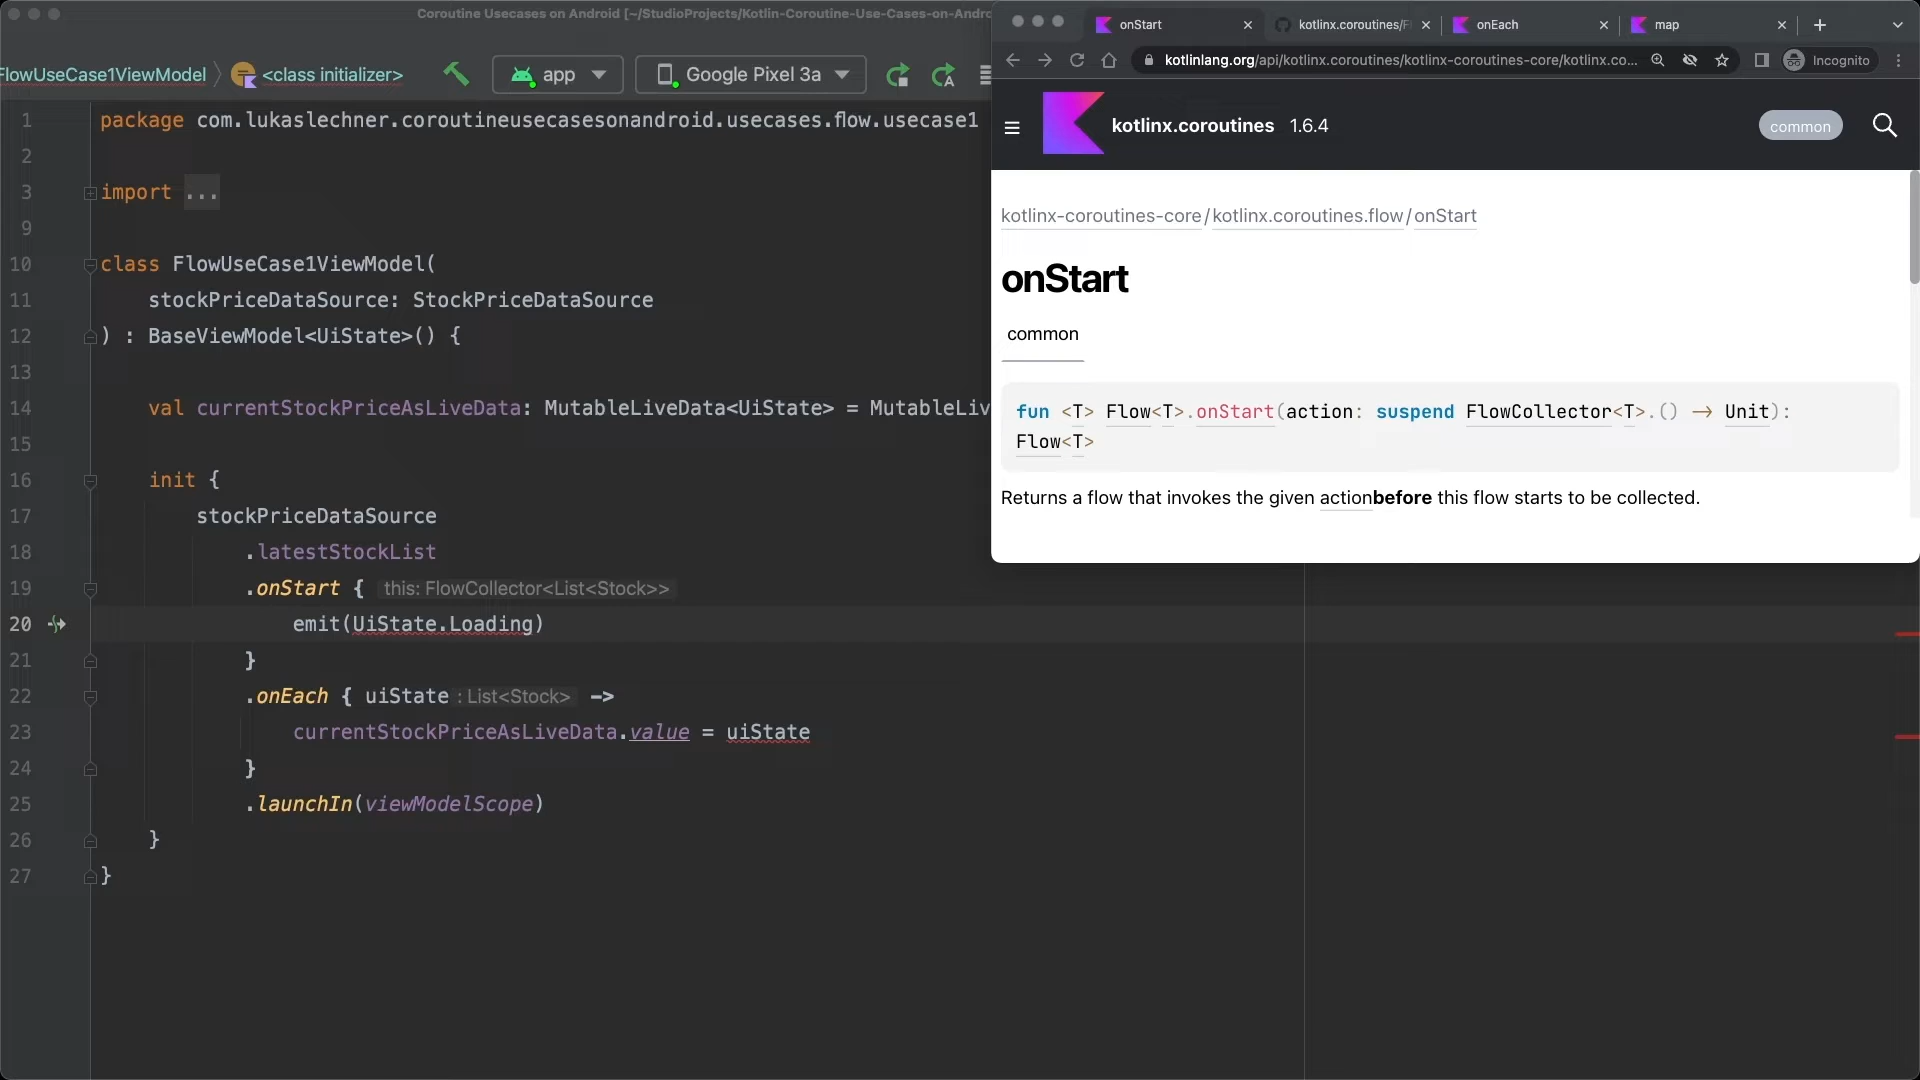 Coroutine Usecases on Android [~/StudioProjects/Kotlin-Coroutine-Use-Cases-on-Andro
FlowUseCase1ViewModel
<class initializer>
app
Google Pixel 3a
1 package com.lukaslechner.coroutineusecasesonandroid.usecases.flow.usecase1
2
3 import ...
9
10 class FlowUseCase1ViewModel(
11 stockPriceDataSource: StockPriceDataSource
12 ) : BaseViewModel<UiState>() {
13
14 val currentStockPriceAsLiveData: MutableLiveData<UiState> = MutableLiv
15
16 init {
17 stockPriceDataSource
18 .latestStockList
19 .onStart { this: FlowCollector<List<Stock>>
20 emit(UiState.Loading)
21 }
22 .onEach { uiState : List<Stock> ->
23 currentStockPriceAsLiveData.value = uiState
24 }
25 .launchIn(viewModelScope)
26 }
27 }
onStart
kotlinx.coroutines/F
onEach
map
kotlinlang.org/api/kotlinx.coroutines/kotlinx-coroutines-core/kotlinx.co...
Incognito
kotlinx.coroutines 1.6.4
common
kotlinx-coroutines-core/kotlinx.coroutines.flow/onStart
onStart
common
fun <T> Flow<T>.onStart(action: suspend FlowCollector<T>.() → Unit):
Flow<T>
Returns a flow that invokes the given actionbefore this flow starts to be collected.